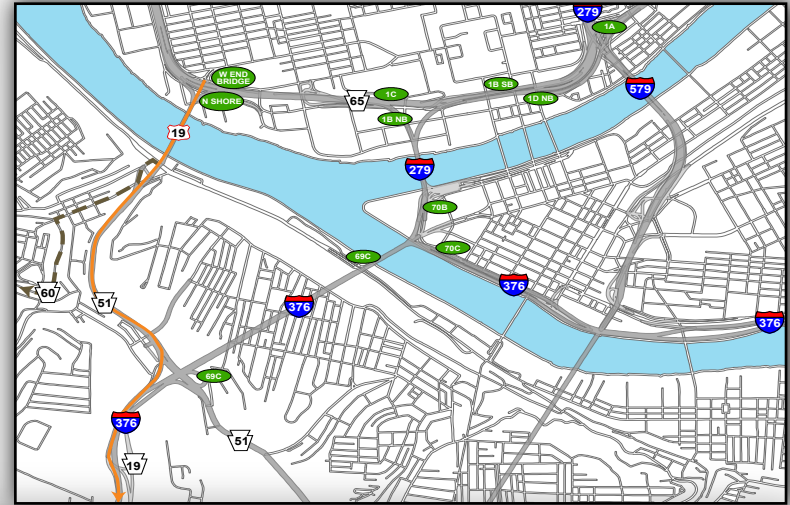 279
1A
W END
BRIDGE
1B SB
579
1C
65
1D NB
N SHORE
1B NB
19
279
70B
70C
69C
376
60
51
376
376
69C
376
51
19